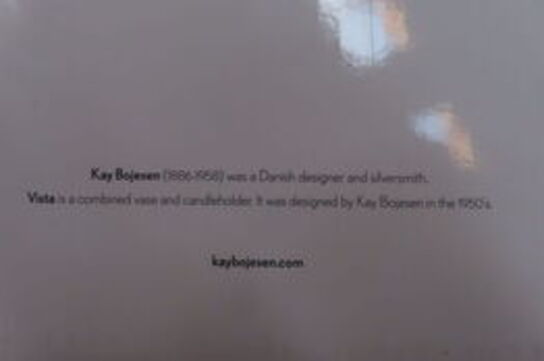 Kay Bojesen (1886-1958) was a Danish designer and silversmith.
Vista is a combined vase and candleholder. It was designed by Kay Bojesen in the 1950's.
kaybojesen.com